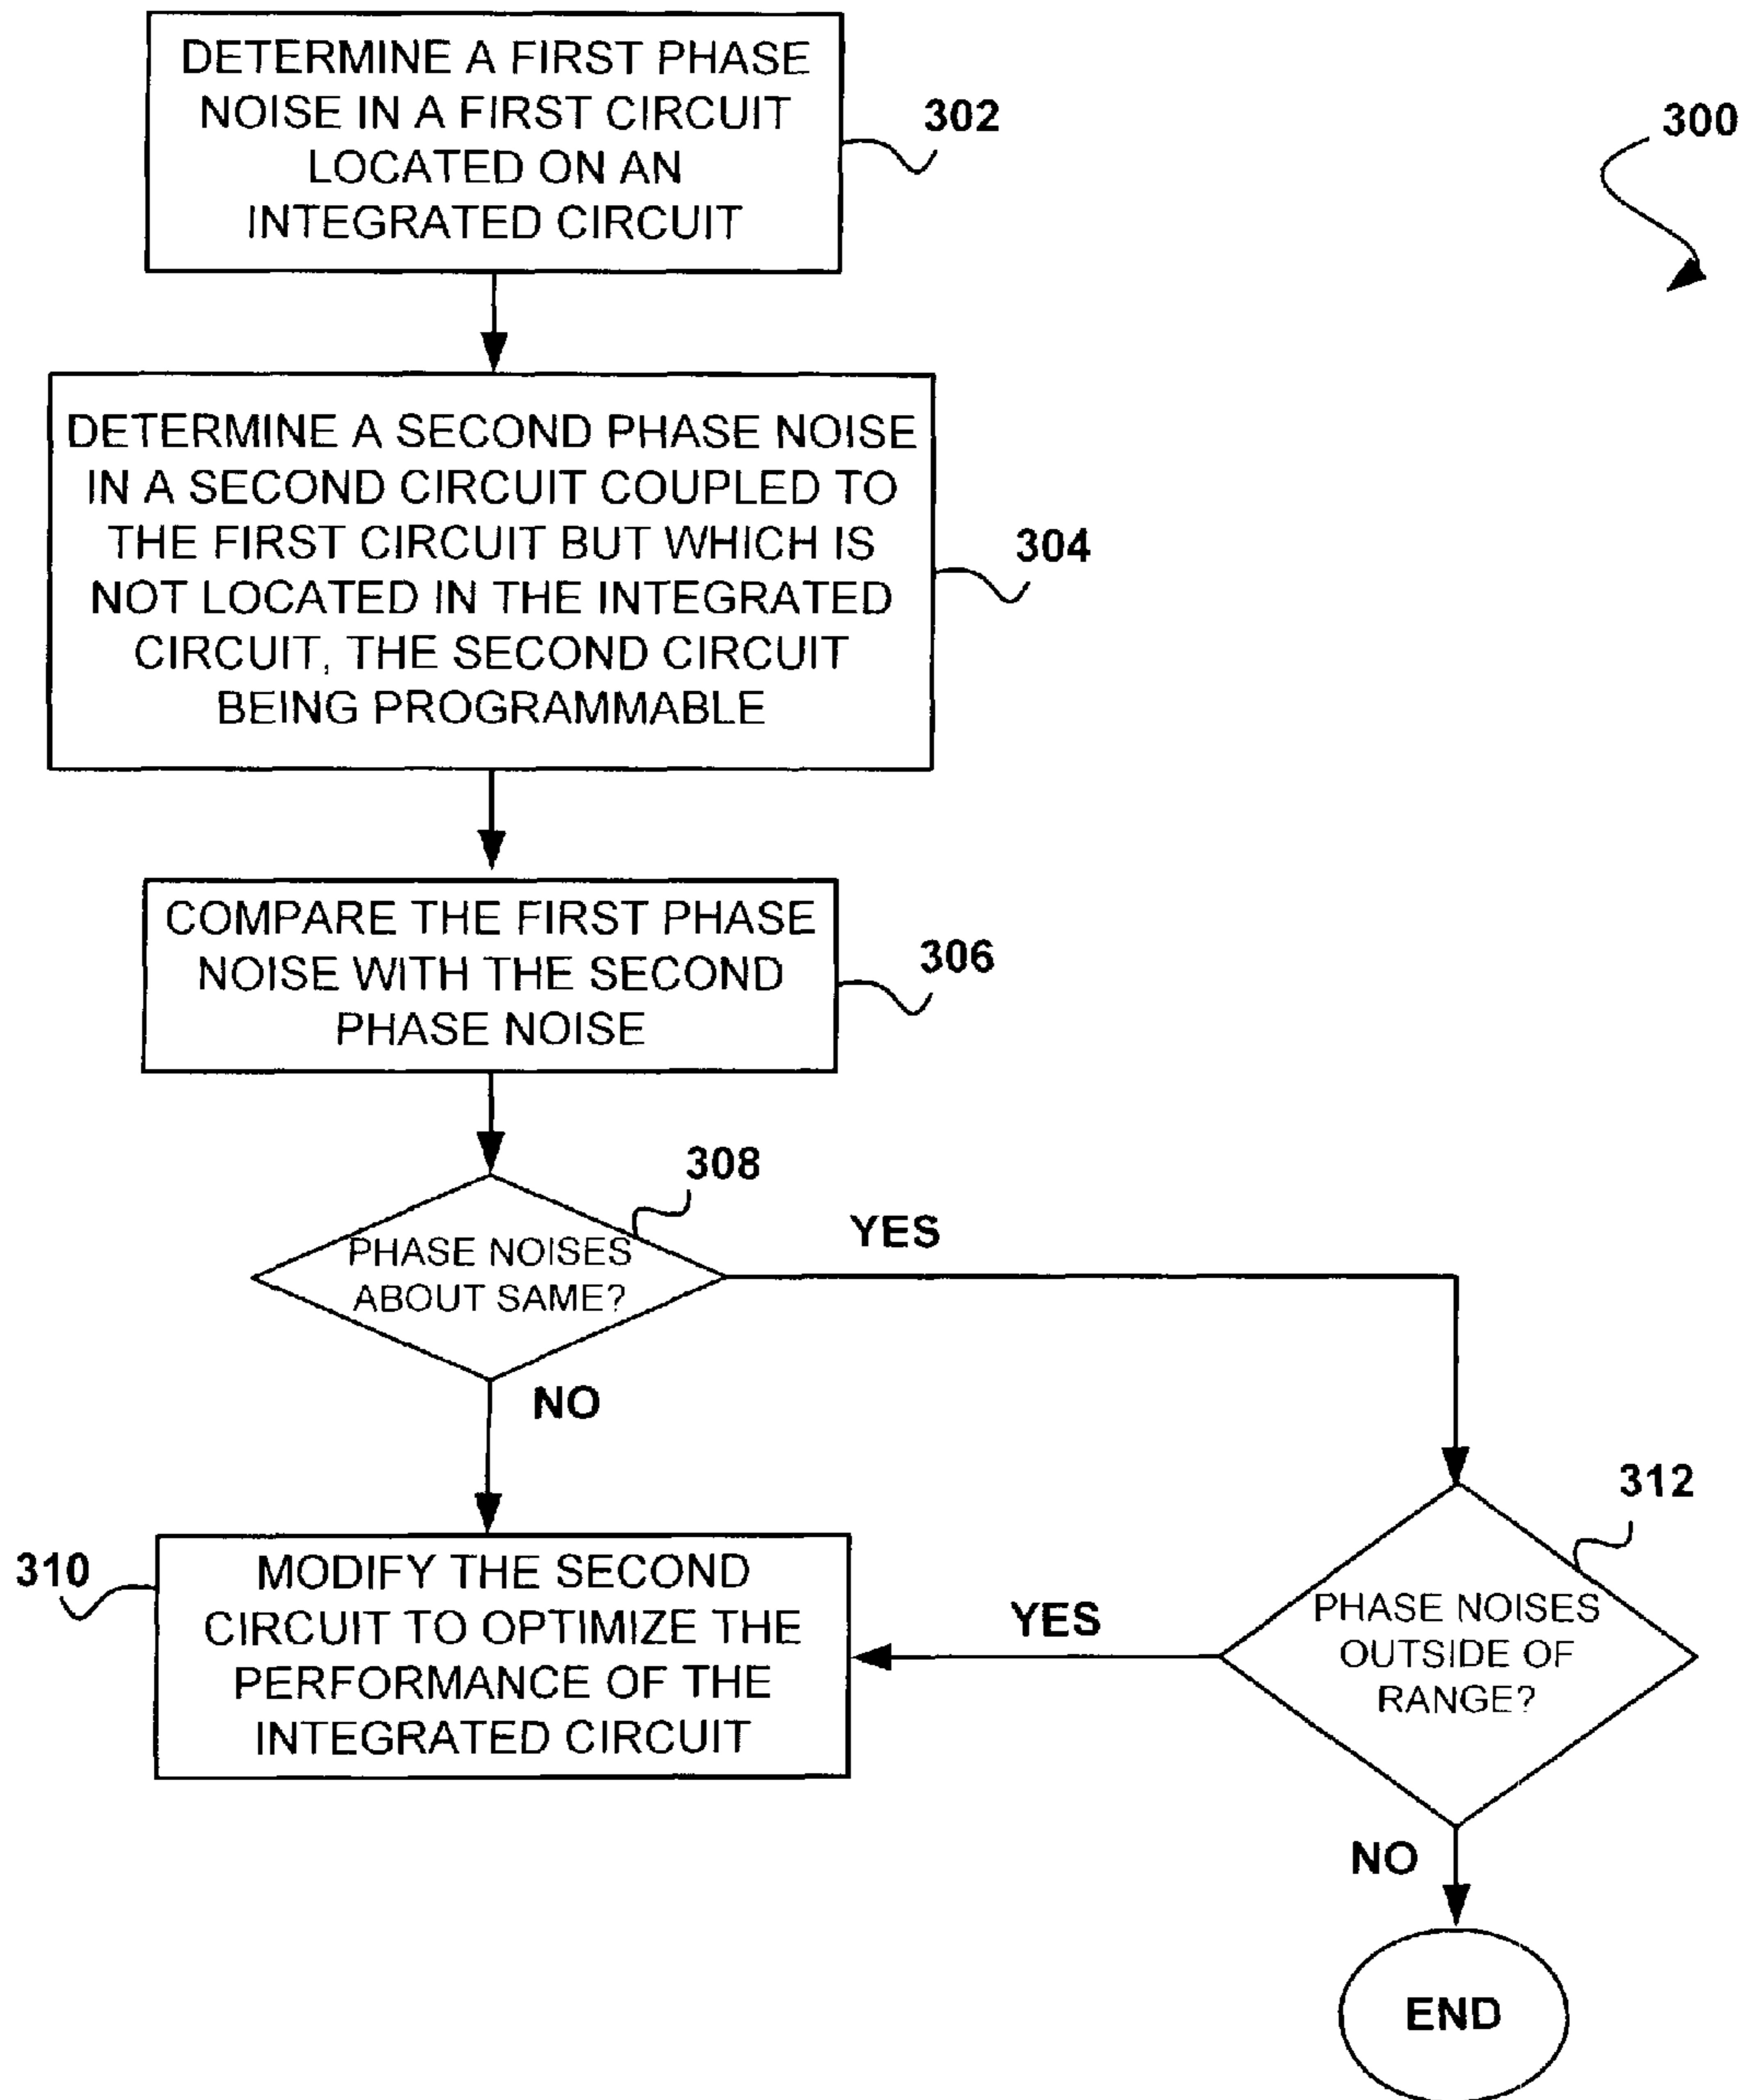 DETERMINE A FIRST PHASE
NOISE IN A FIRST CIRCUIT
LOCATED ON AN
INTEGRATED CIRCUIT
302
300
DETERMINE A SECOND PHASE NOISE
IN A SECOND CIRCUIT COUPLED TO
THE FIRST CIRCUIT BUT WHICH IS
NOT LOCATED IN THE INTEGRATED
CIRCUIT, THE SECOND CIRCUIT
BEING PROGRAMMABLE
304
COMPARE THE FIRST PHASE
NOISE WITH THE SECOND
PHASE NOISE
306
308
PHASE NOISES
ABOUT SAME?
YES
NO
310
MODIFY THE SECOND
CIRCUIT TO OPTIMIZE THE
PERFORMANCE OF THE
INTEGRATED CIRCUIT
YES
312
PHASE NOISES
OUTSIDE OF
RANGE?
NO
END